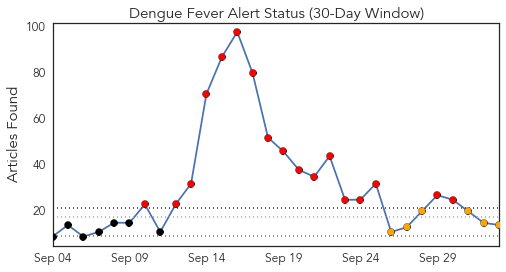 Dengue Fever Alert Status (30-Day Window)
Articles Found
100
80
60
40
20
Sep 04 Sep 09 Sep 14 Sep 19 Sep 24 Sep 29